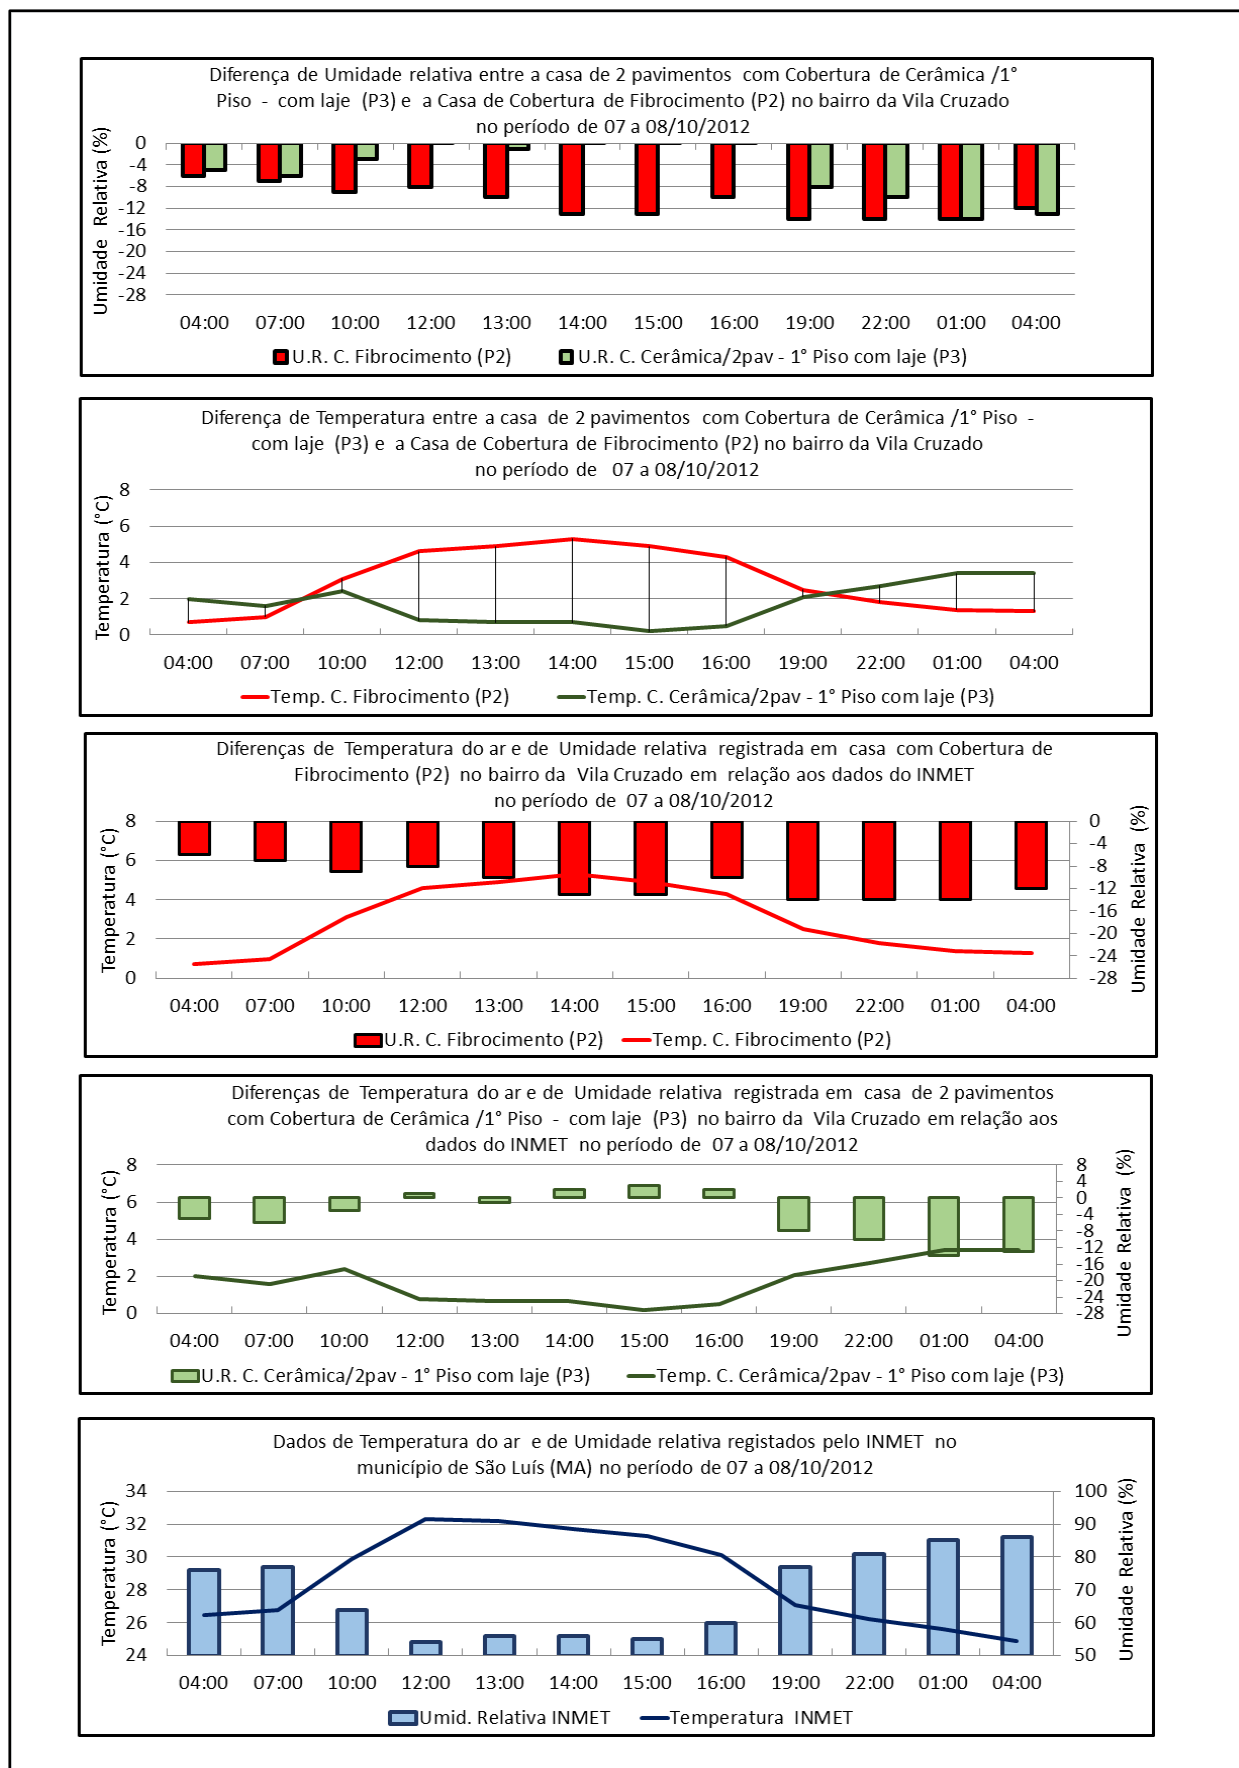 Diferença de Umidade relativa entre a casa de 2 pavimentos com Cobertura de Cerâmica /1°
Piso - com laje (P3) e a Casa de Cobertura de Fibrocimento (P2) no bairro da Vila Cruzado
no período de 07 a 08/10/2012
Umidade Relativa (%)
0
-4
-8
-12
-16
-20
-24
-28
04:00 07:00 10:00 12:00 13:00 14:00 15:00 16:00 19:00 22:00 01:00 04:00
U.R. C. Fibrocimento (P2) U.R. C. Cerâmica/2pav - 1° Piso com laje (P3)
Diferença de Temperatura entre a casa de 2 pavimentos com Cobertura de Cerâmica /1° Piso -
com laje (P3) e a Casa de Cobertura de Fibrocimento (P2) no bairro da Vila Cruzado
no período de 07 a 08/10/2012
Temperatura (°C)
8
6
4
2
0
04:00 07:00 10:00 12:00 13:00 14:00 15:00 16:00 19:00 22:00 01:00 04:00
Temp. C. Fibrocimento (P2) Temp. C. Cerâmica/2pav - 1° Piso com laje (P3)
Diferenças de Temperatura do ar e de Umidade relativa registrada em casa com Cobertura de
Fibrocimento (P2) no bairro da Vila Cruzado em relação aos dados do INMET
no período de 07 a 08/10/2012
Temperatura (°C)
8
6
4
2
0
0
-4
-8
-12
-16
-20
-24
-28
Umidade Relativa (%)
04:00 07:00 10:00 12:00 13:00 14:00 15:00 16:00 19:00 22:00 01:00 04:00
U.R. C. Fibrocimento (P2) Temp. C. Fibrocimento (P2)
Diferenças de Temperatura do ar e de Umidade relativa registrada em casa de 2 pavimentos
com Cobertura de Cerâmica /1° Piso - com laje (P3) no bairro da Vila Cruzado em relação aos
dados do INMET no período de 07 a 08/10/2012
Temperatura (°C)
8
6
4
2
0
8
4
0
-4
-8
-12
-16
-20
-24
-28
Umidade Relativa (%)
04:00 07:00 10:00 12:00 13:00 14:00 15:00 16:00 19:00 22:00 01:00 04:00
U.R. C. Cerâmica/2pav - 1° Piso com laje (P3) Temp. C. Cerâmica/2pav - 1° Piso com laje (P3)
Dados de Temperatura do ar e de Umidade relativa registados pelo INMET no
município de São Luís (MA) no período de 07 a 08/10/2012
Temperatura (°C)
34
32
30
28
26
24
100
90
80
70
60
50
Umidade Relativa (%)
04:00 07:00 10:00 12:00 13:00 14:00 15:00 16:00 19:00 22:00 01:00 04:00
Umid. Relativa INMET Temperatura INMET